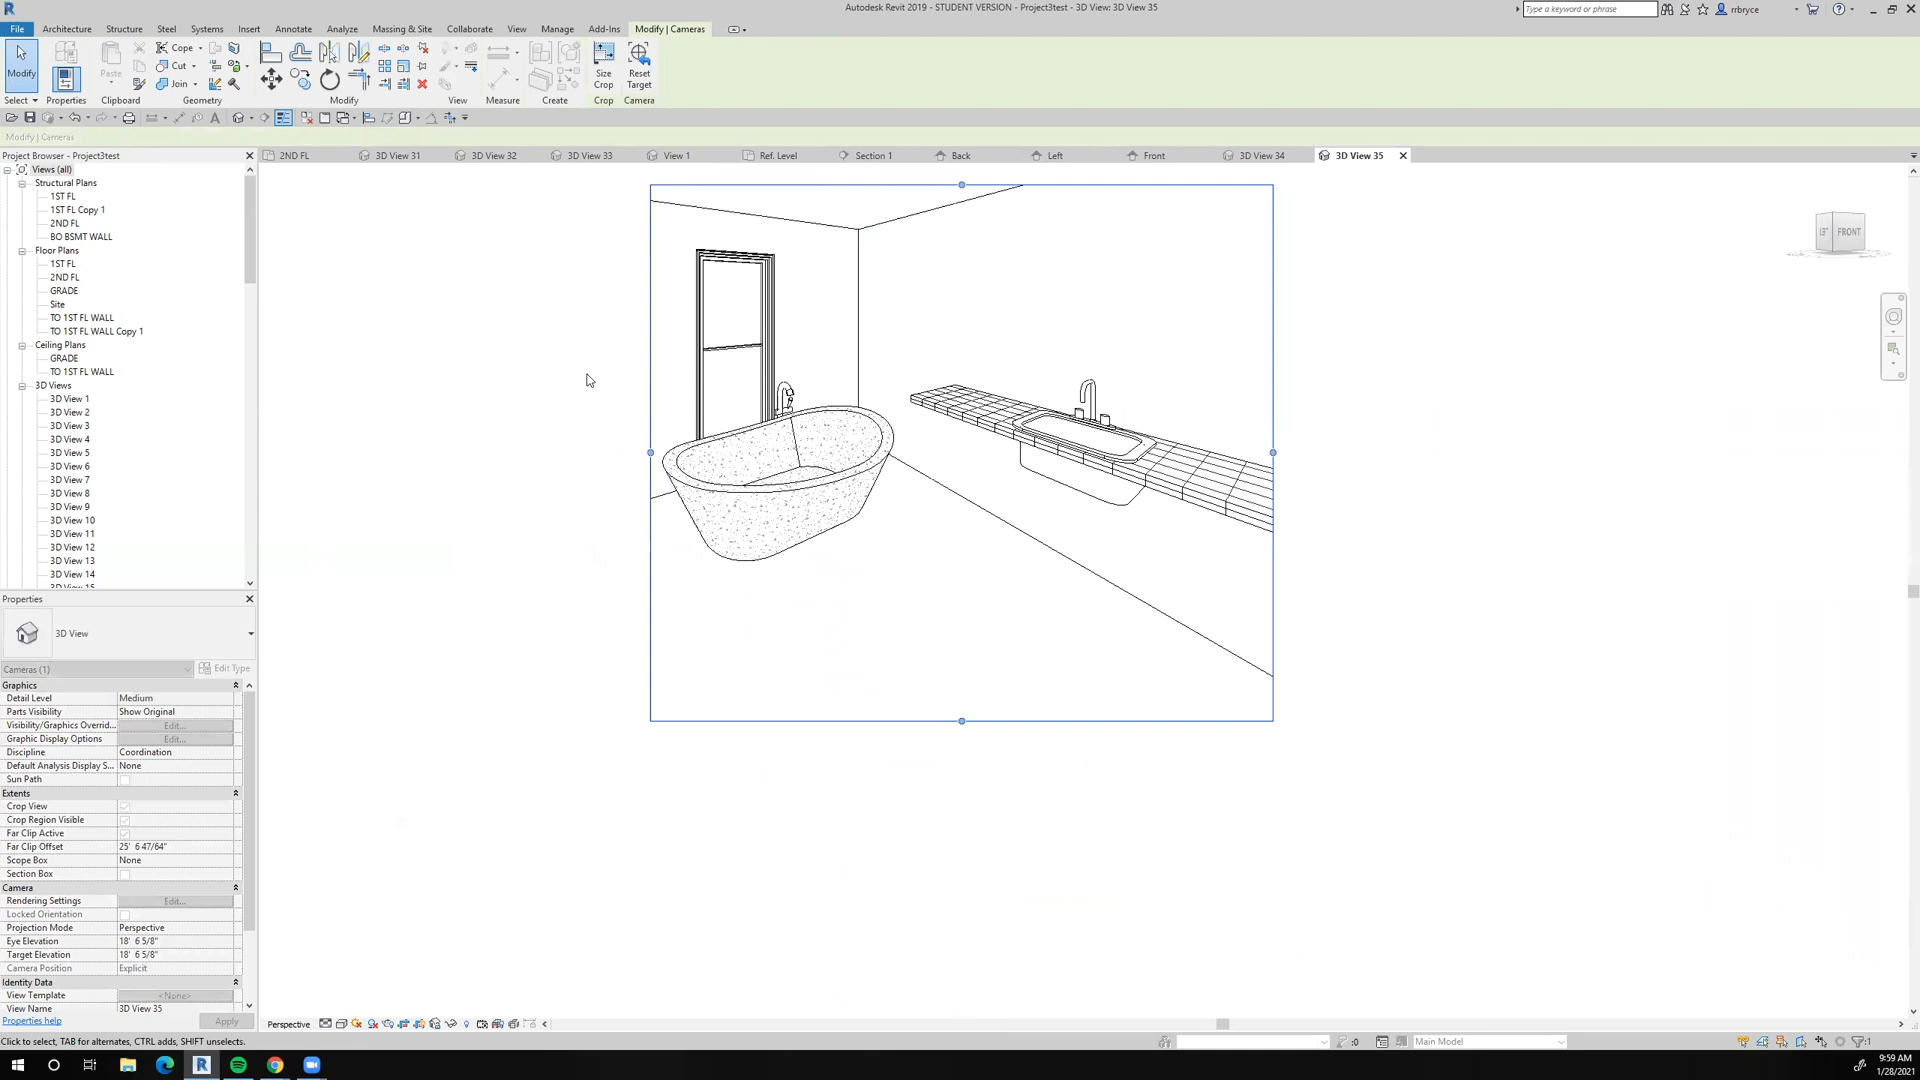 Autodesk Revit 2019 - STUDENT VERSION - Project3test - 3D View: 3D View 35
Type a keyword or phrase
rrbryce
File Architecture Structure Steel Systems Insert Annotate Analyze Massing & Site Collaborate View Manage Add-Ins Modify | Cameras
Modify Paste Cope Cut Join Size Crop Reset Target
Select Properties Clipboard Geometry Modify View Measure Create Crop Camera
Modify | Cameras
Project Browser - Project3test
2ND FL 3D View 31 3D View 32 3D View 33 View 1 Ref. Level Section 1 Back Left Front 3D View 34 3D View 35
Views (all)
Structural Plans
1ST FL
1ST FL Copy 1
2ND FL
BO BSMT WALL
Floor Plans
1ST FL
2ND FL
GRADE
Site
TO 1ST FL WALL
TO 1ST FL WALL Copy 1
Ceiling Plans
GRADE
TO 1ST FL WALL
3D Views
3D View 1
3D View 2
3D View 3
3D View 4
3D View 5
3D View 6
3D View 7
3D View 8
3D View 9
3D View 10
3D View 11
3D View 12
3D View 13
3D View 14
FRONT
Properties
3D View
Cameras (1) Edit Type
Graphics
Detail Level Medium
Parts Visibility Show Original
Visibility/Graphics Overrid... Edit...
Graphic Display Options Edit...
Discipline Coordination
Default Analysis Display S... None
Sun Path
Extents
Crop View
Crop Region Visible
Far Clip Active
Far Clip Offset 25' 6 47/64"
Scope Box None
Section Box
Camera
Rendering Settings Edit...
Locked Orientation
Projection Mode Perspective
Eye Elevation 18' 6 5/8"
Target Elevation 18' 6 5/8"
Camera Position Explicit
Identity Data
View Template <None>
View Name 3D View 35
Properties help Apply
Perspective
Click to select, TAB for alternates, CTRL adds, SHIFT unselects.
:0 Main Model :1
9:59 AM
1/28/2021